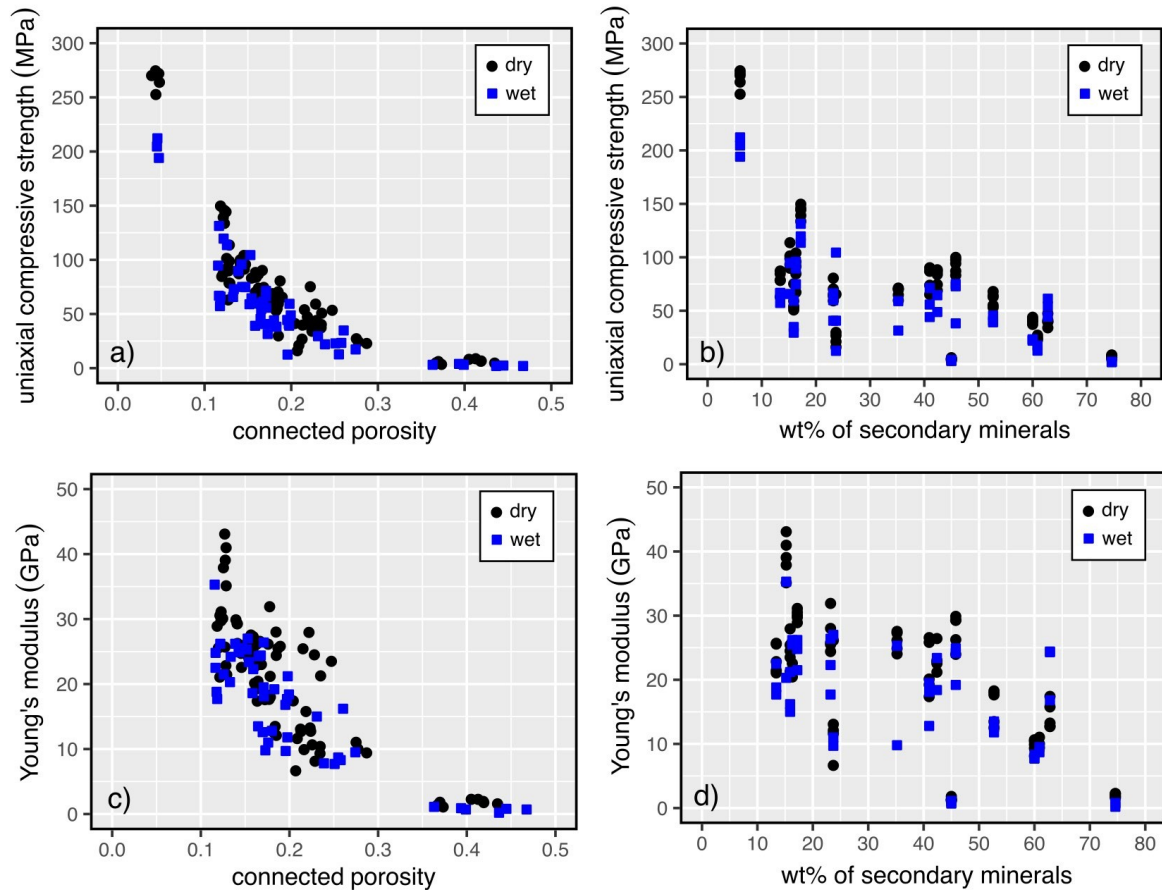 uniaxial compressive strength (MPa)
300
250
200
150
100
50
0
dry
wet
a)
0.0 0.1 0.2 0.3 0.4 0.5
connected porosity
uniaxial compressive strength (MPa)
300
250
200
150
100
50
0
dry
wet
b)
0 10 20 30 40 50 60 70 80
wt% of secondary minerals
Young's modulus (GPa)
50
40
30
20
10
0
dry
wet
c)
0.0 0.1 0.2 0.3 0.4 0.5
connected porosity
Young's modulus (GPa)
50
40
30
20
10
0
dry
wet
d)
0 10 20 30 40 50 60 70 80
wt% of secondary minerals